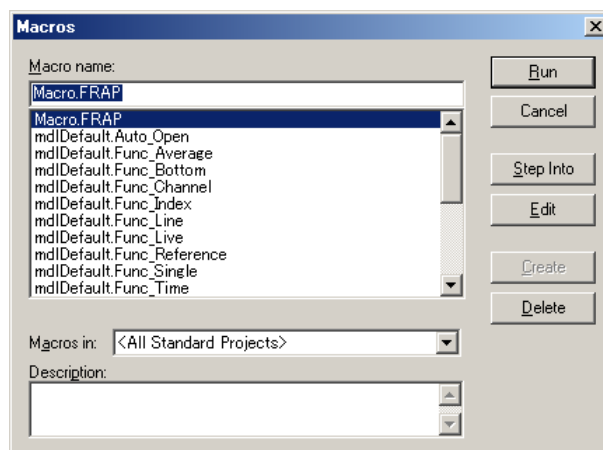 Macros
Macro name:
Macro.FRAP
Macro.FRAP
mdlDefault.Auto_Open
mdlDefault.Func_Average
mdlDefault.Func_Bottom
mdlDefault.Func_Channel
mdlDefault.Func_Index
mdlDefault.Func_Line
mdlDefault.Func_Live
mdlDefault.Func_Reference
mdlDefault.Func_Single
mdlDefault.Func_Time
Macros in: <All Standard Projects>
Description:
Run
Cancel
Step Into
Edit
Create
Delete